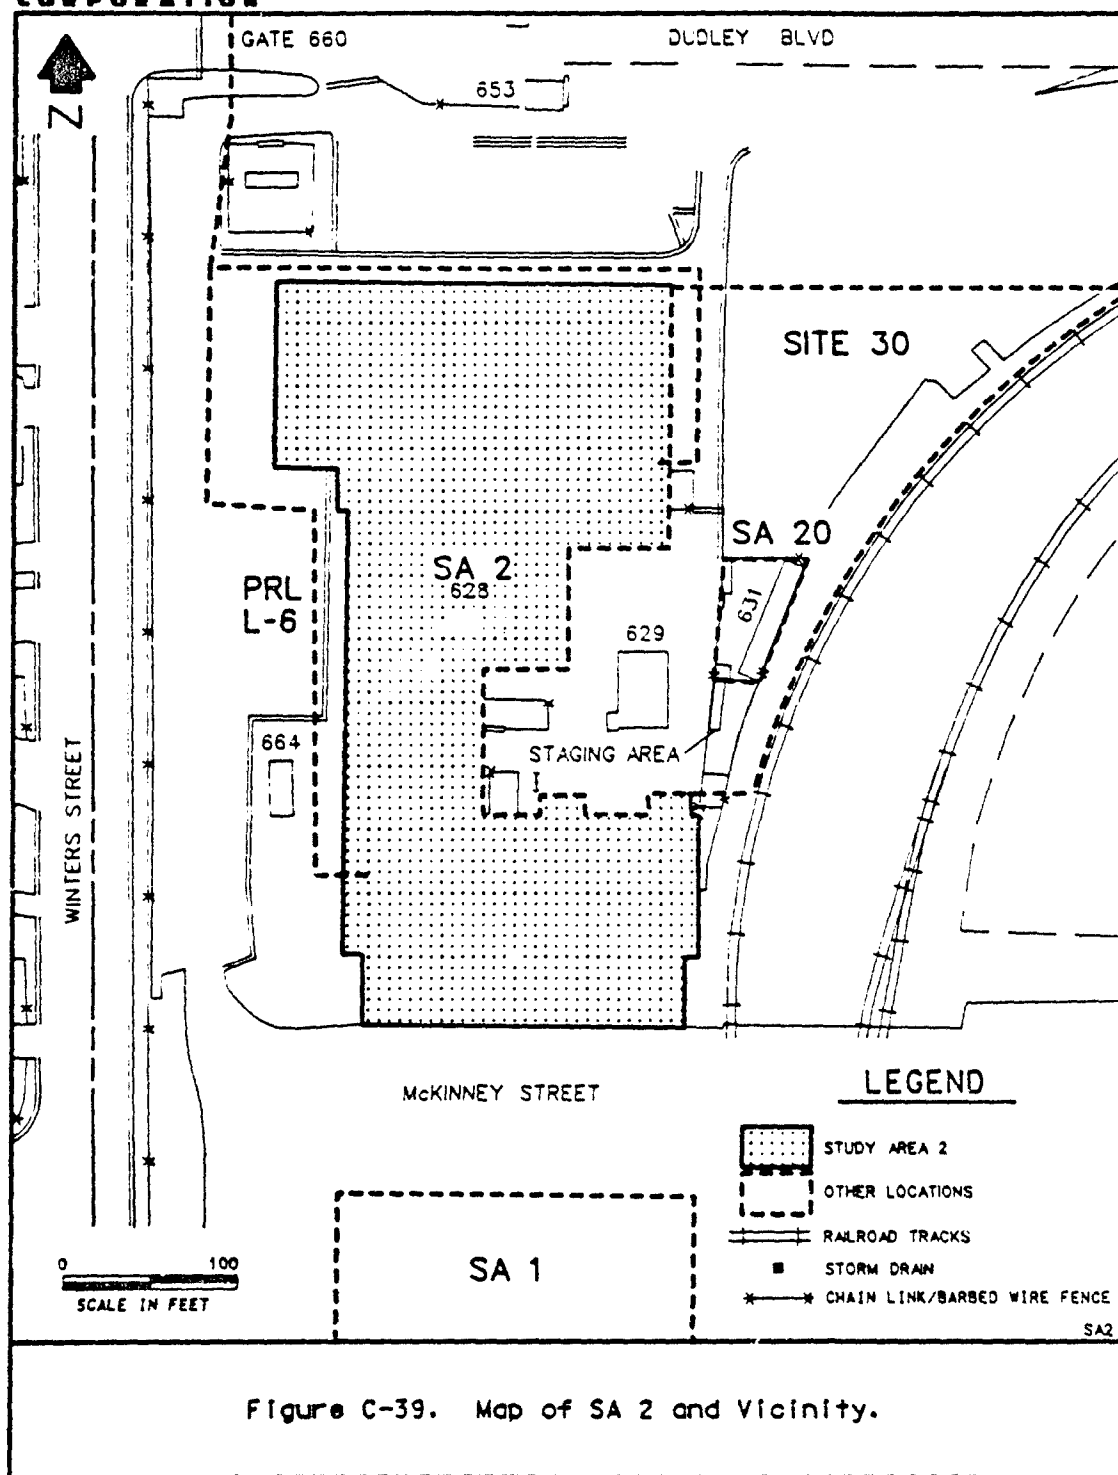 CORPORATION
GATE 660
DUDLEY BLVD
653
N
SITE 30
SA 20
SA 2
628
PRL
L-6
631
629
STAGING AREA
664
WINTERS STREET
McKINNEY STREET
LEGEND
STUDY AREA 2
OTHER LOCATIONS
RAILROAD TRACKS
STORM DRAIN
CHAIN LINK/BARBED WIRE FENCE
SA 1
0 100
SCALE IN FEET
SA2
Figure C-39. Map of SA 2 and Vicinity.